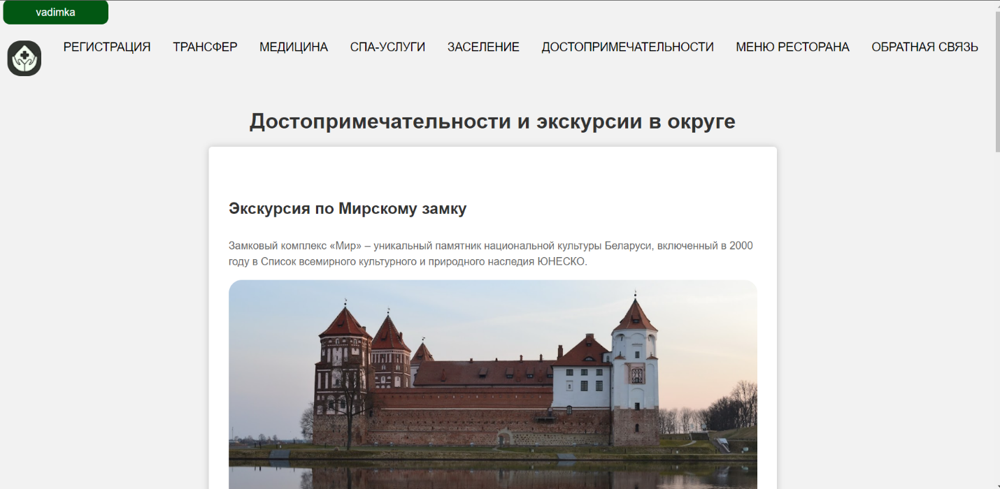 vadimka
РЕГИСТРАЦИЯ ТРАНСФЕР МЕДИЦИНА СПА-УСЛУГИ ЗАСЕЛЕНИЕ ДОСТОПРИМЕЧАТЕЛЬНОСТИ МЕНЮ РЕСТОРАНА ОБРАТНАЯ СВЯЗЬ
Достопримечательности и экскурсии в округе
Экскурсия по Мирскому замку
Замковый комплекс «Мир» – уникальный памятник национальной культуры Беларуси, включенный в 2000
году в Список всемирного культурного и природного наследия ЮНЕСКО.